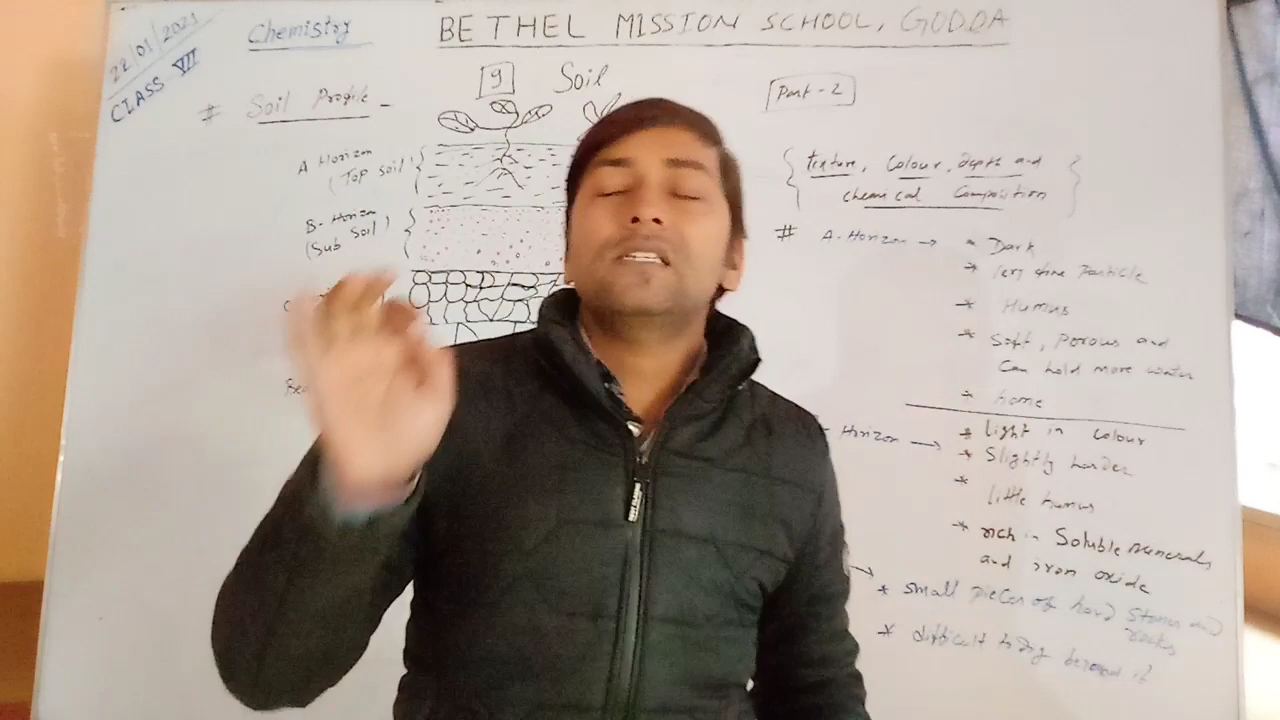 22/01/2021
CLASS VII
Chemistry
BETHEL MISSION SCHOOL, GODDA
9 Soil
Part-2
# Soil Profile -
A Horizon
(Top soil)
B- Horizon
(Sub Soil)
{texture, Colour, depth and
chemical Composition}
# A-Horizon → * Dark
* Very fine Particle
* Humus
* Soft, Porous and
Can hold more water
* home
Horizon → * light in colour
* Slightly harder
* little humus
* rich in Soluble minerals
and iron oxide
→ * small pieces of hard Stones and
rocks
* difficult to dig beyond it